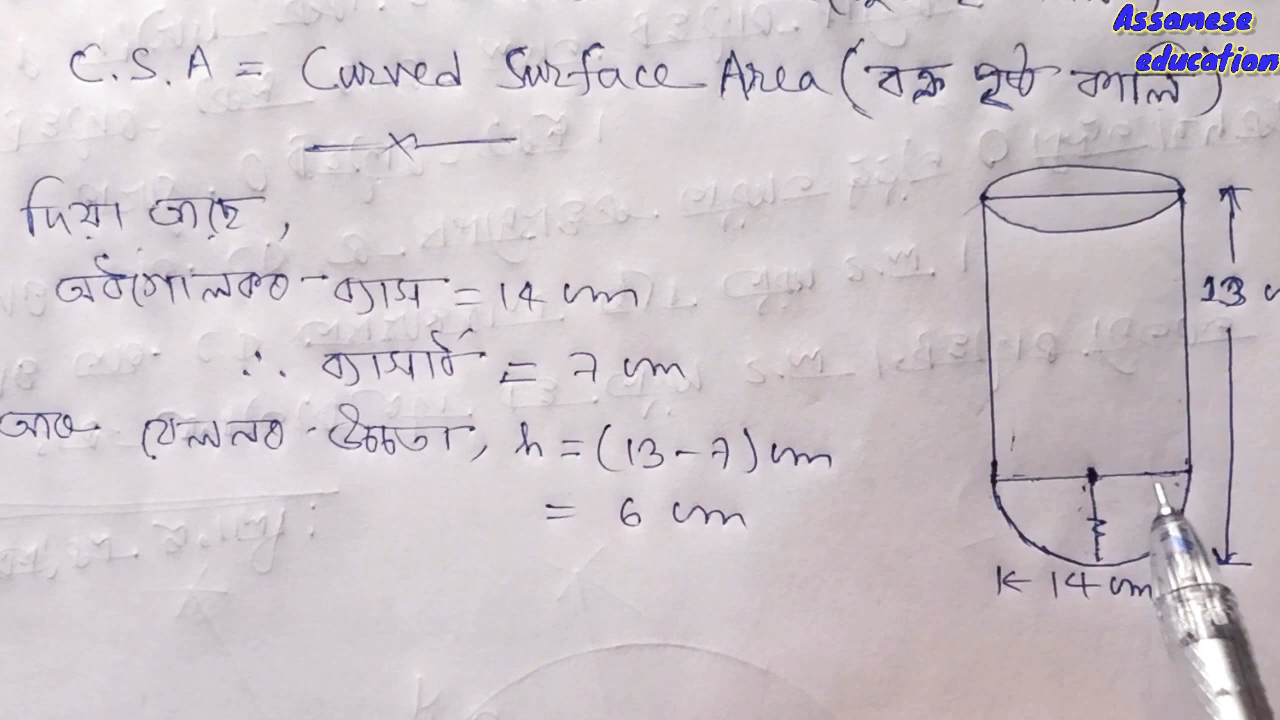 Assamese
education
C.S.A = Curved Surface Area (বক্র পৃষ্ঠ কালি)
দিয়া আছে,
অৰ্ধগোলকৰ ব্যাস = 14 cm
∴ ব্যাসাৰ্ধ = 7 cm
আৰু বেলনৰ উচ্চতা, h = (13 - 7) cm
= 6 cm
13
14 cm